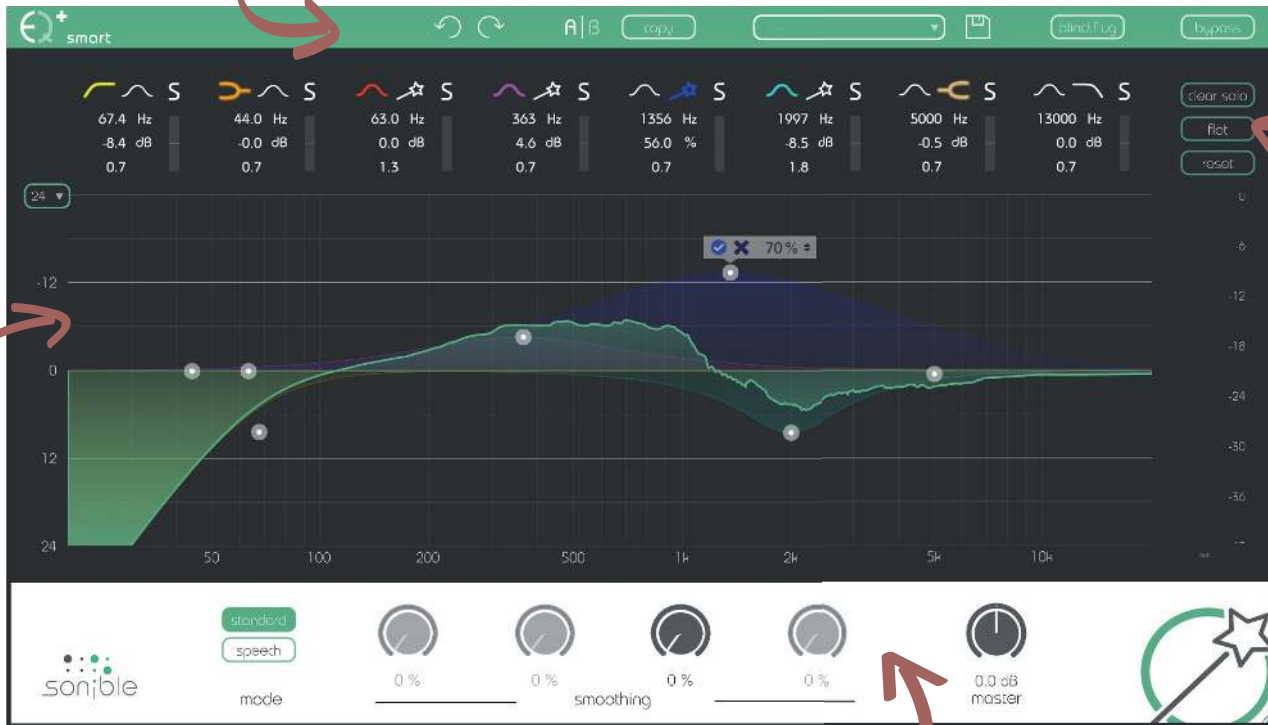 EQ+ smart A|B copy blind flug bypass
S S S S S S S S
67.4 Hz 44.0 Hz 63.0 Hz 363 Hz 1356 Hz 1997 Hz 5000 Hz 13000 Hz
-8.4 dB -0.0 dB 0.0 dB 4.6 dB 56.0 % -8.5 dB -0.5 dB 0.0 dB
0.7 0.7 1.3 0.7 0.7 1.8 0.7 0.7
clear solo
flat
reset
24 0
70 % -6
-12 -12
-18
0 -24
12 -30
-36
24
50 100 200 500 1k 2k 5k 10k
standard
speech
mode
0 % 0 % 0 % 0 %
smoothing
0.0 dB
master
sonible